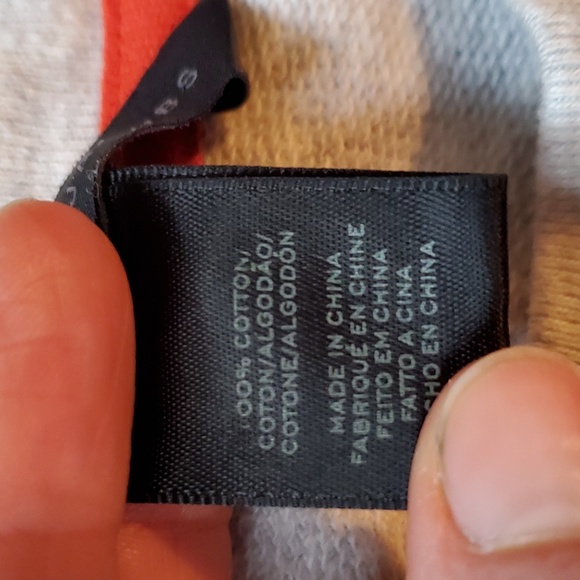 100% COTTON/
COTON/ALGODÃO/
COTONE/ALGODÓN
MADE IN CHINA
FABRIQUÉ EN CHINE
FEITO EM CHINA
FATTO A CINA
CHO EN CHINA